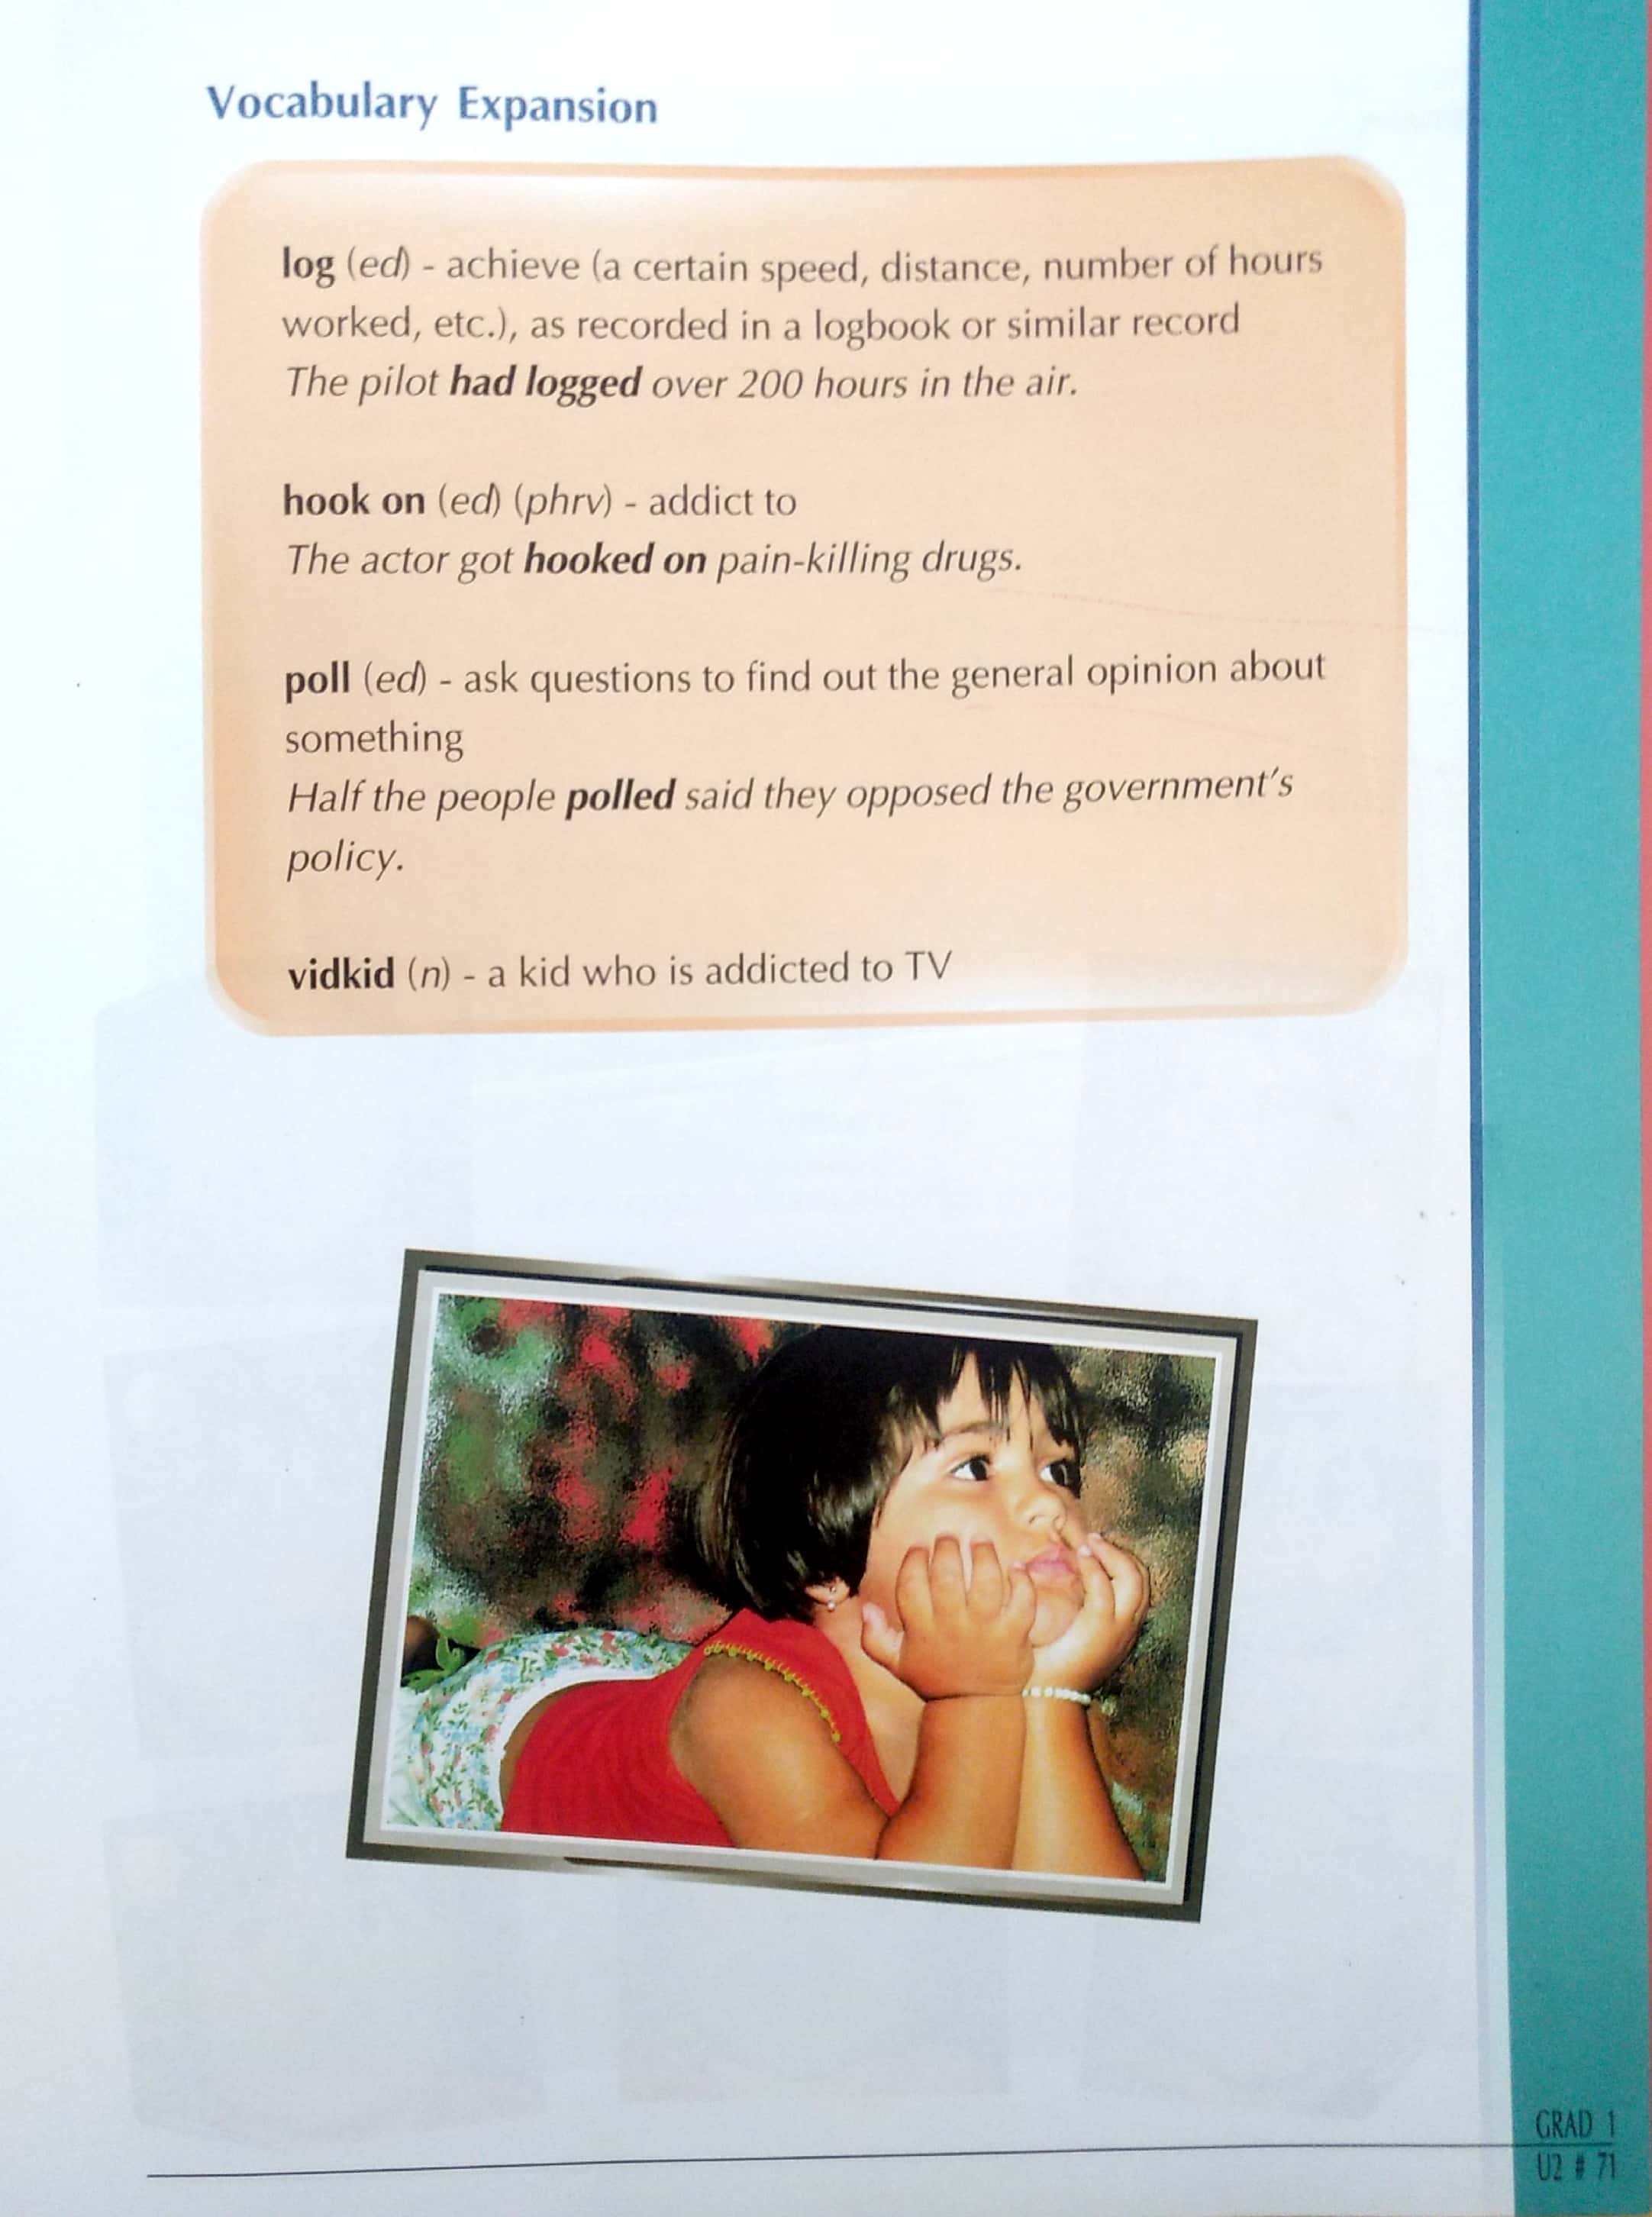 Vocabulary Expansion
log (ed) - achieve (a certain speed, distance, number of hours
worked, etc.), as recorded in a logbook or similar record
The pilot had logged over 200 hours in the air.
hook on (ed) (phrv) - addict to
The actor got hooked on pain-killing drugs.
poll (ed) - ask questions to find out the general opinion about
something
Half the people polled said they opposed the government's
policy.
vidkid (n) - a kid who is addicted to TV
GRAD 1
U2 # 71